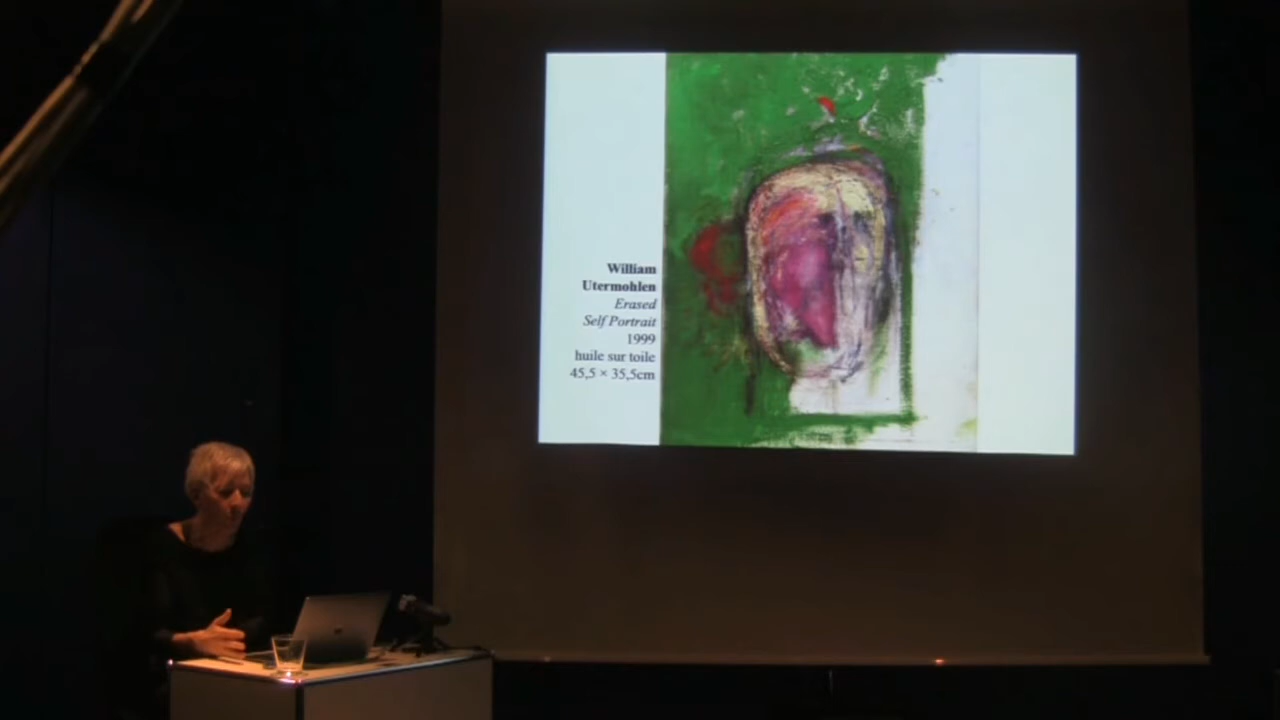 William
Utermohlen
Erased
Self Portrait
1999
huile sur toile
45,5 × 35,5cm